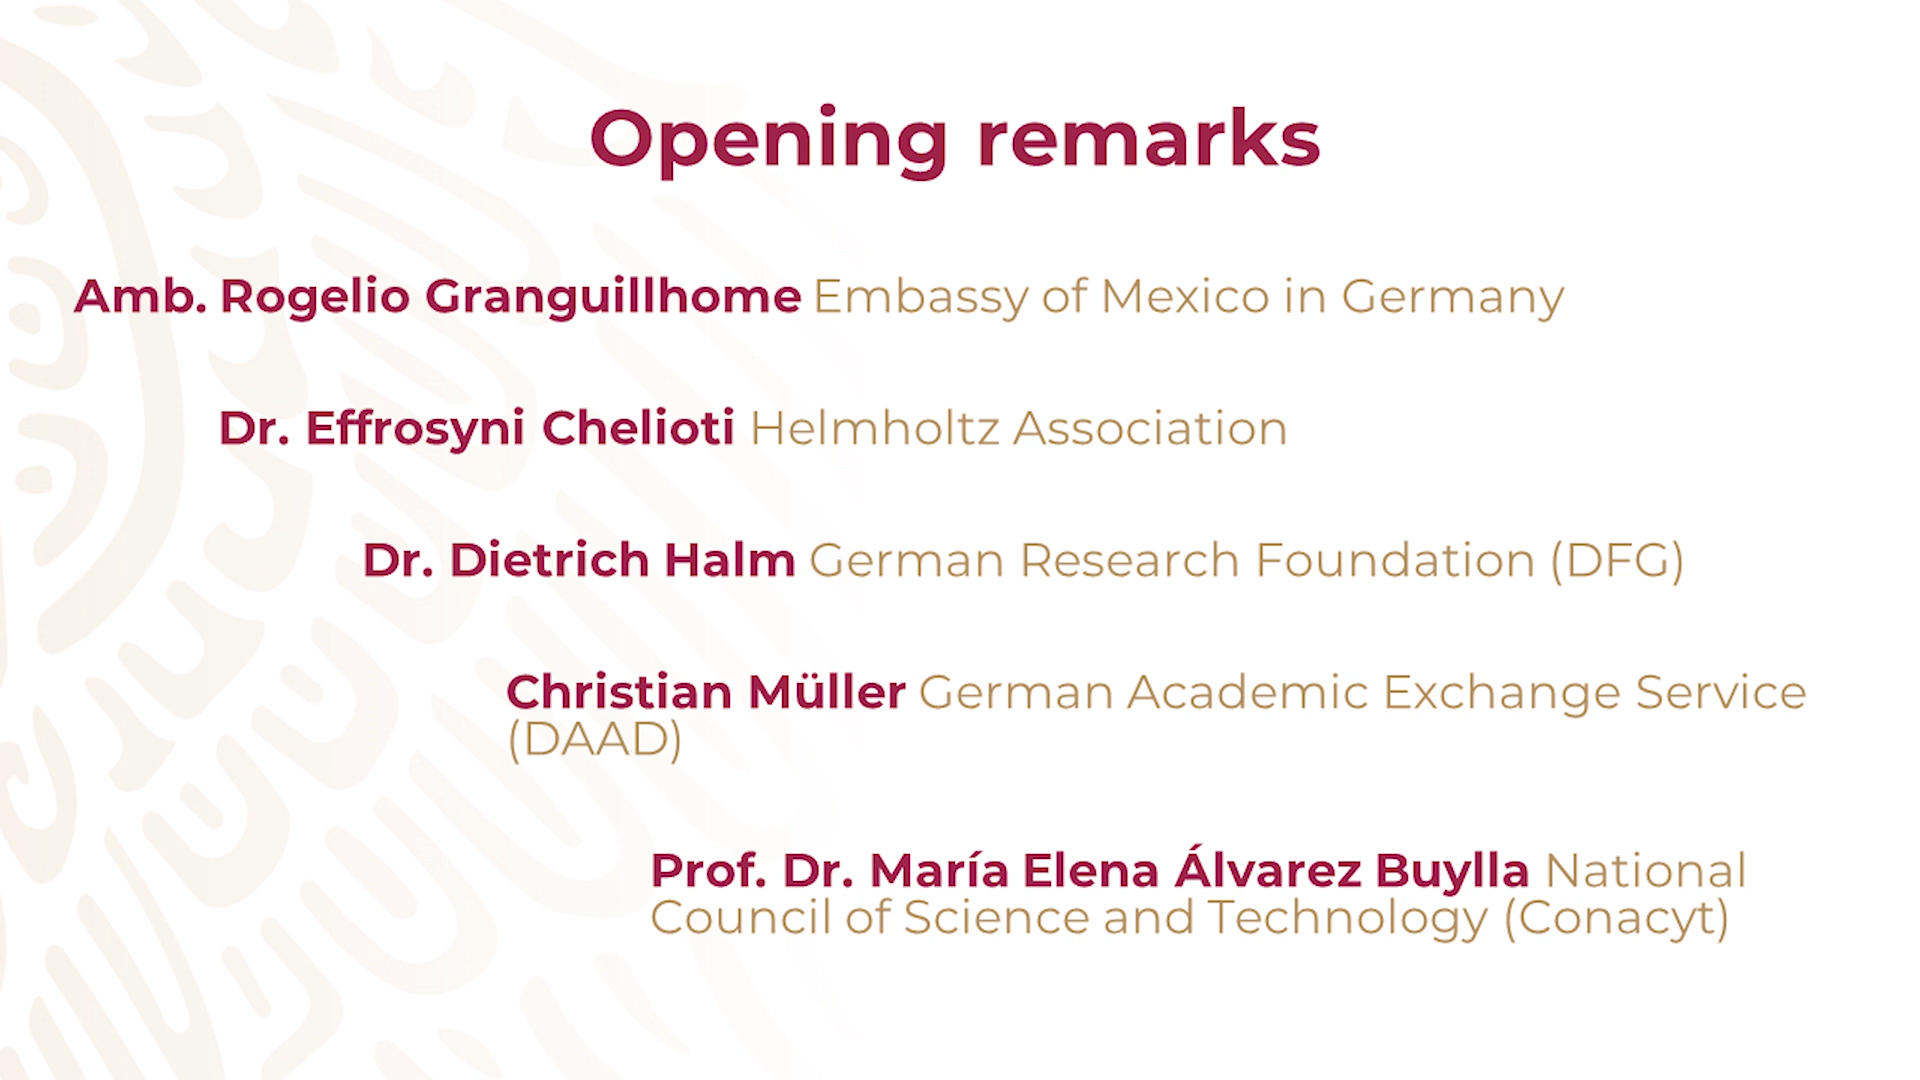 Opening remarks
Amb. Rogelio Granguillhome Embassy of Mexico in Germany
Dr. Effrosyni Chelioti Helmholtz Association
Dr. Dietrich Halm German Research Foundation (DFG)
Christian Müller German Academic Exchange Service
(DAAD)
Prof. Dr. María Elena Álvarez Buylla National
Council of Science and Technology (Conacyt)